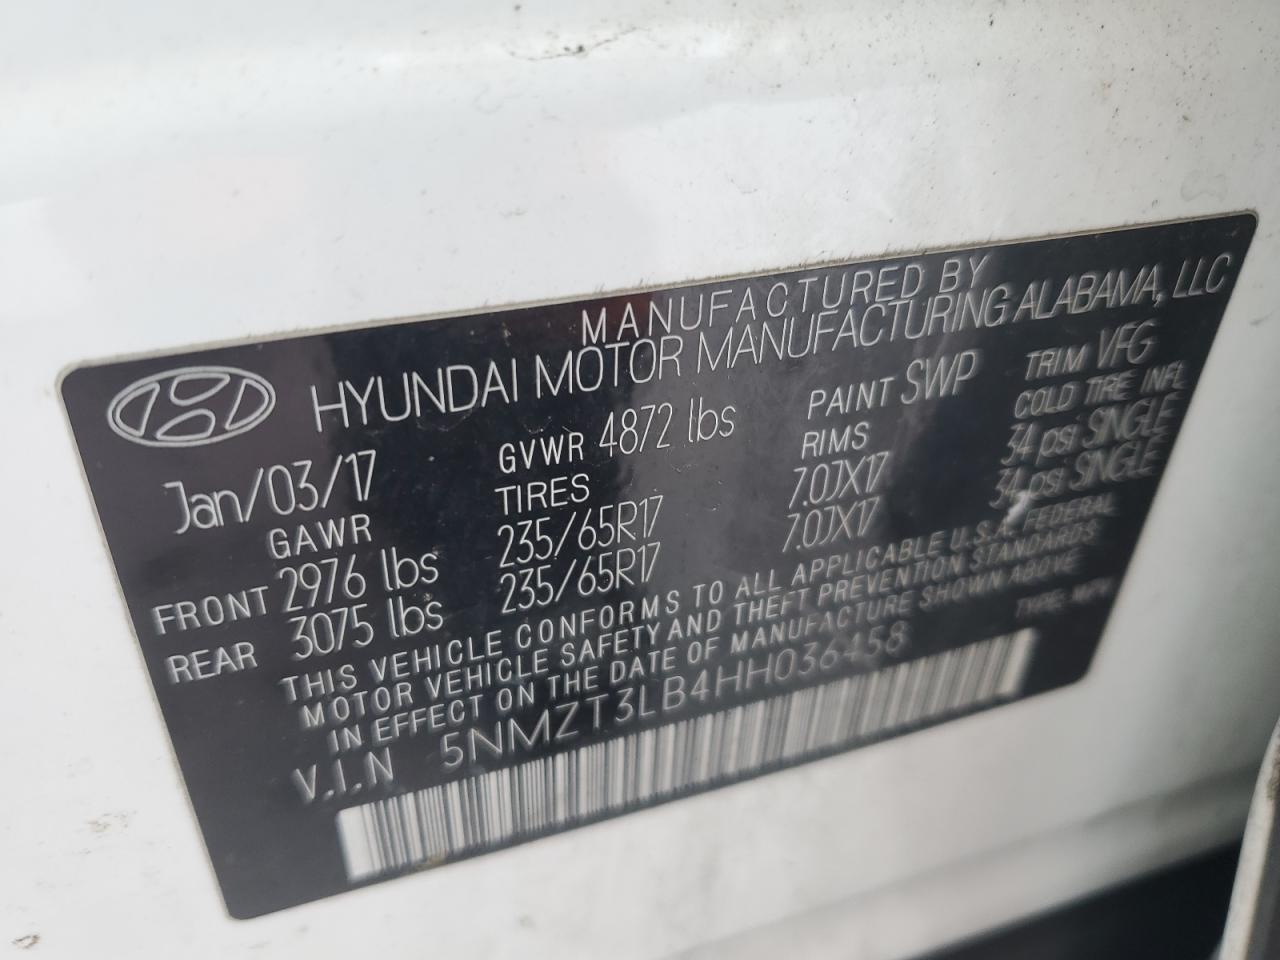 MANUFACTURED BY
HYUNDAI MOTOR MANUFACTURING ALABAMA, LLC
Jan/03/17 GVWR 4872 lbs PAINT SWP TRIM VFG
GAWR TIRES RIMS COLD TIRE INFL
FRONT 2976 lbs 235/65R17 7.0JX17 34 psi SINGLE
REAR 3075 lbs 235/65R17 7.0JX17 34 psi SINGLE
THIS VEHICLE CONFORMS TO ALL APPLICABLE U.S.A. FEDERAL
MOTOR VEHICLE SAFETY AND THEFT PREVENTION STANDARDS
IN EFFECT ON THE DATE OF MANUFACTURE SHOWN ABOVE
V.I.N 5NMZT3LB4HH036458 TYPE: MPV